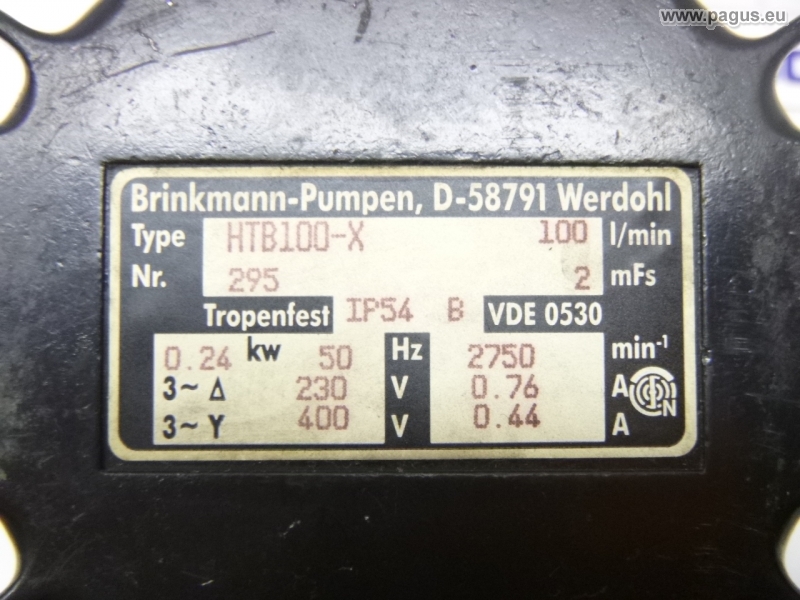 www.pagus.eu
Brinkmann-Pumpen, D-58791 Werdohl
Type HTB100-X 100 l/min
Nr. 295 2 mFs
Tropenfest IP54 B VDE 0530
0.24 kw 50 Hz 2750 min-¹
3~ Δ 230 V 0.76 A
3~ Y 400 V 0.44 A
N